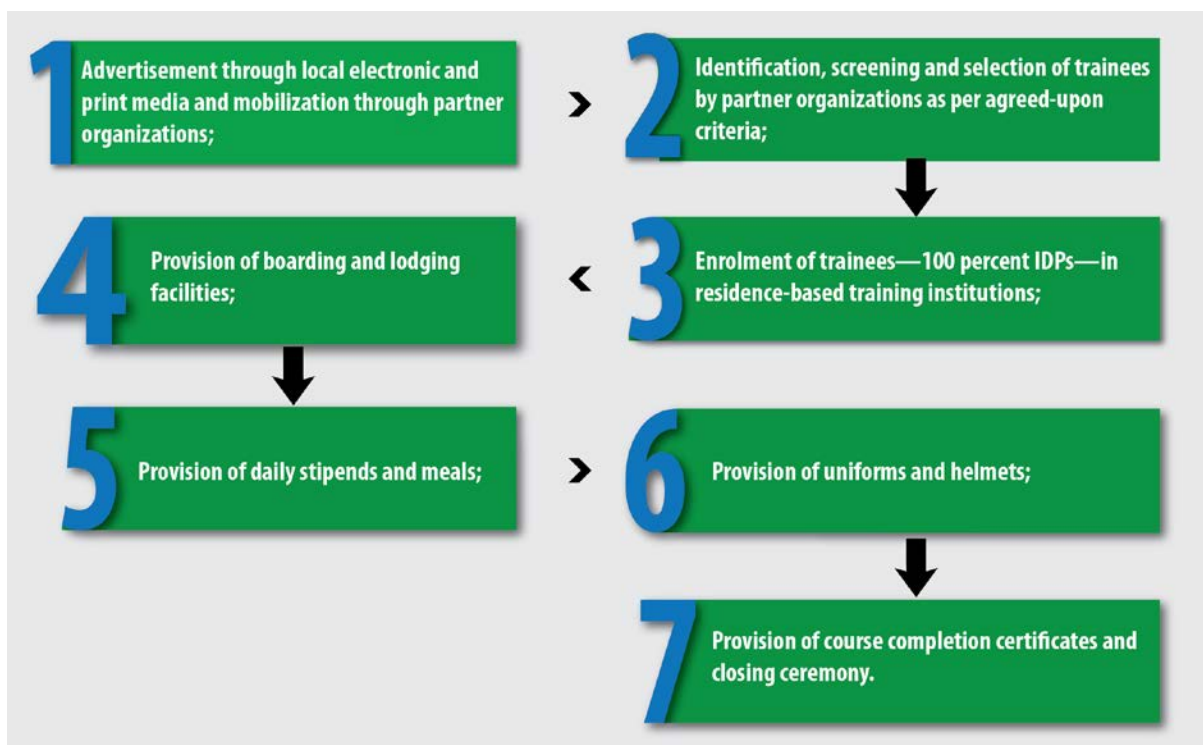 1
Advertisement through local electronic and
print media and mobilization through partner
organizations;
2
Identification, screening and selection of trainees
by partner organizations as per agreed-upon
criteria;
3
Enrolment of trainees—100 percent IDPs—in
residence-based training institutions;
4
Provision of boarding and lodging
facilities;
5
Provision of daily stipends and meals;
6
Provision of uniforms and helmets;
7
Provision of course completion certificates and
closing ceremony.